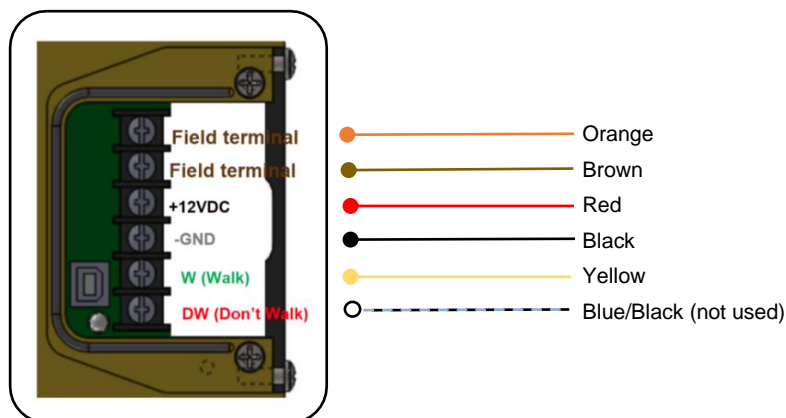 Field terminal
Orange
Field terminal
Brown
+12VDC
Red
-GND
Black
W (Walk)
Yellow
DW (Don't Walk)
Blue/Black (not used)